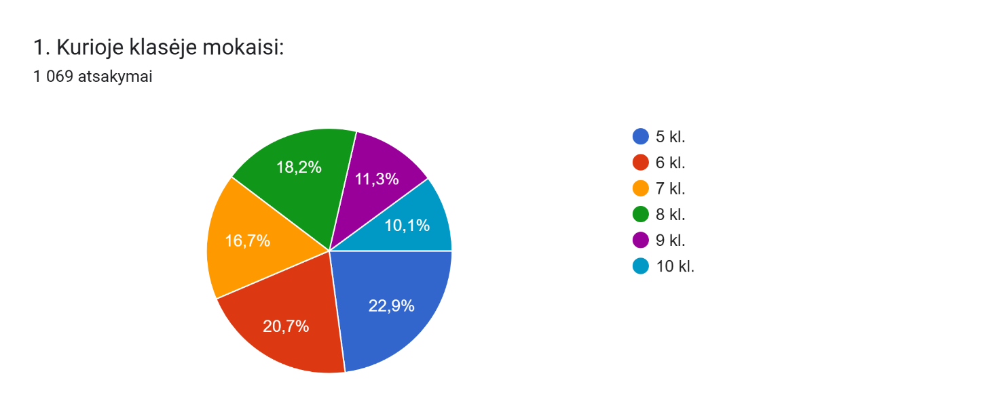 1. Kurioje klasėje mokaisi:
1 069 atsakymai
18,2%
11,3%
10,1%
16,7%
22,9%
20,7%
5 kl.
6 kl.
7 kl.
8 kl.
9 kl.
10 kl.